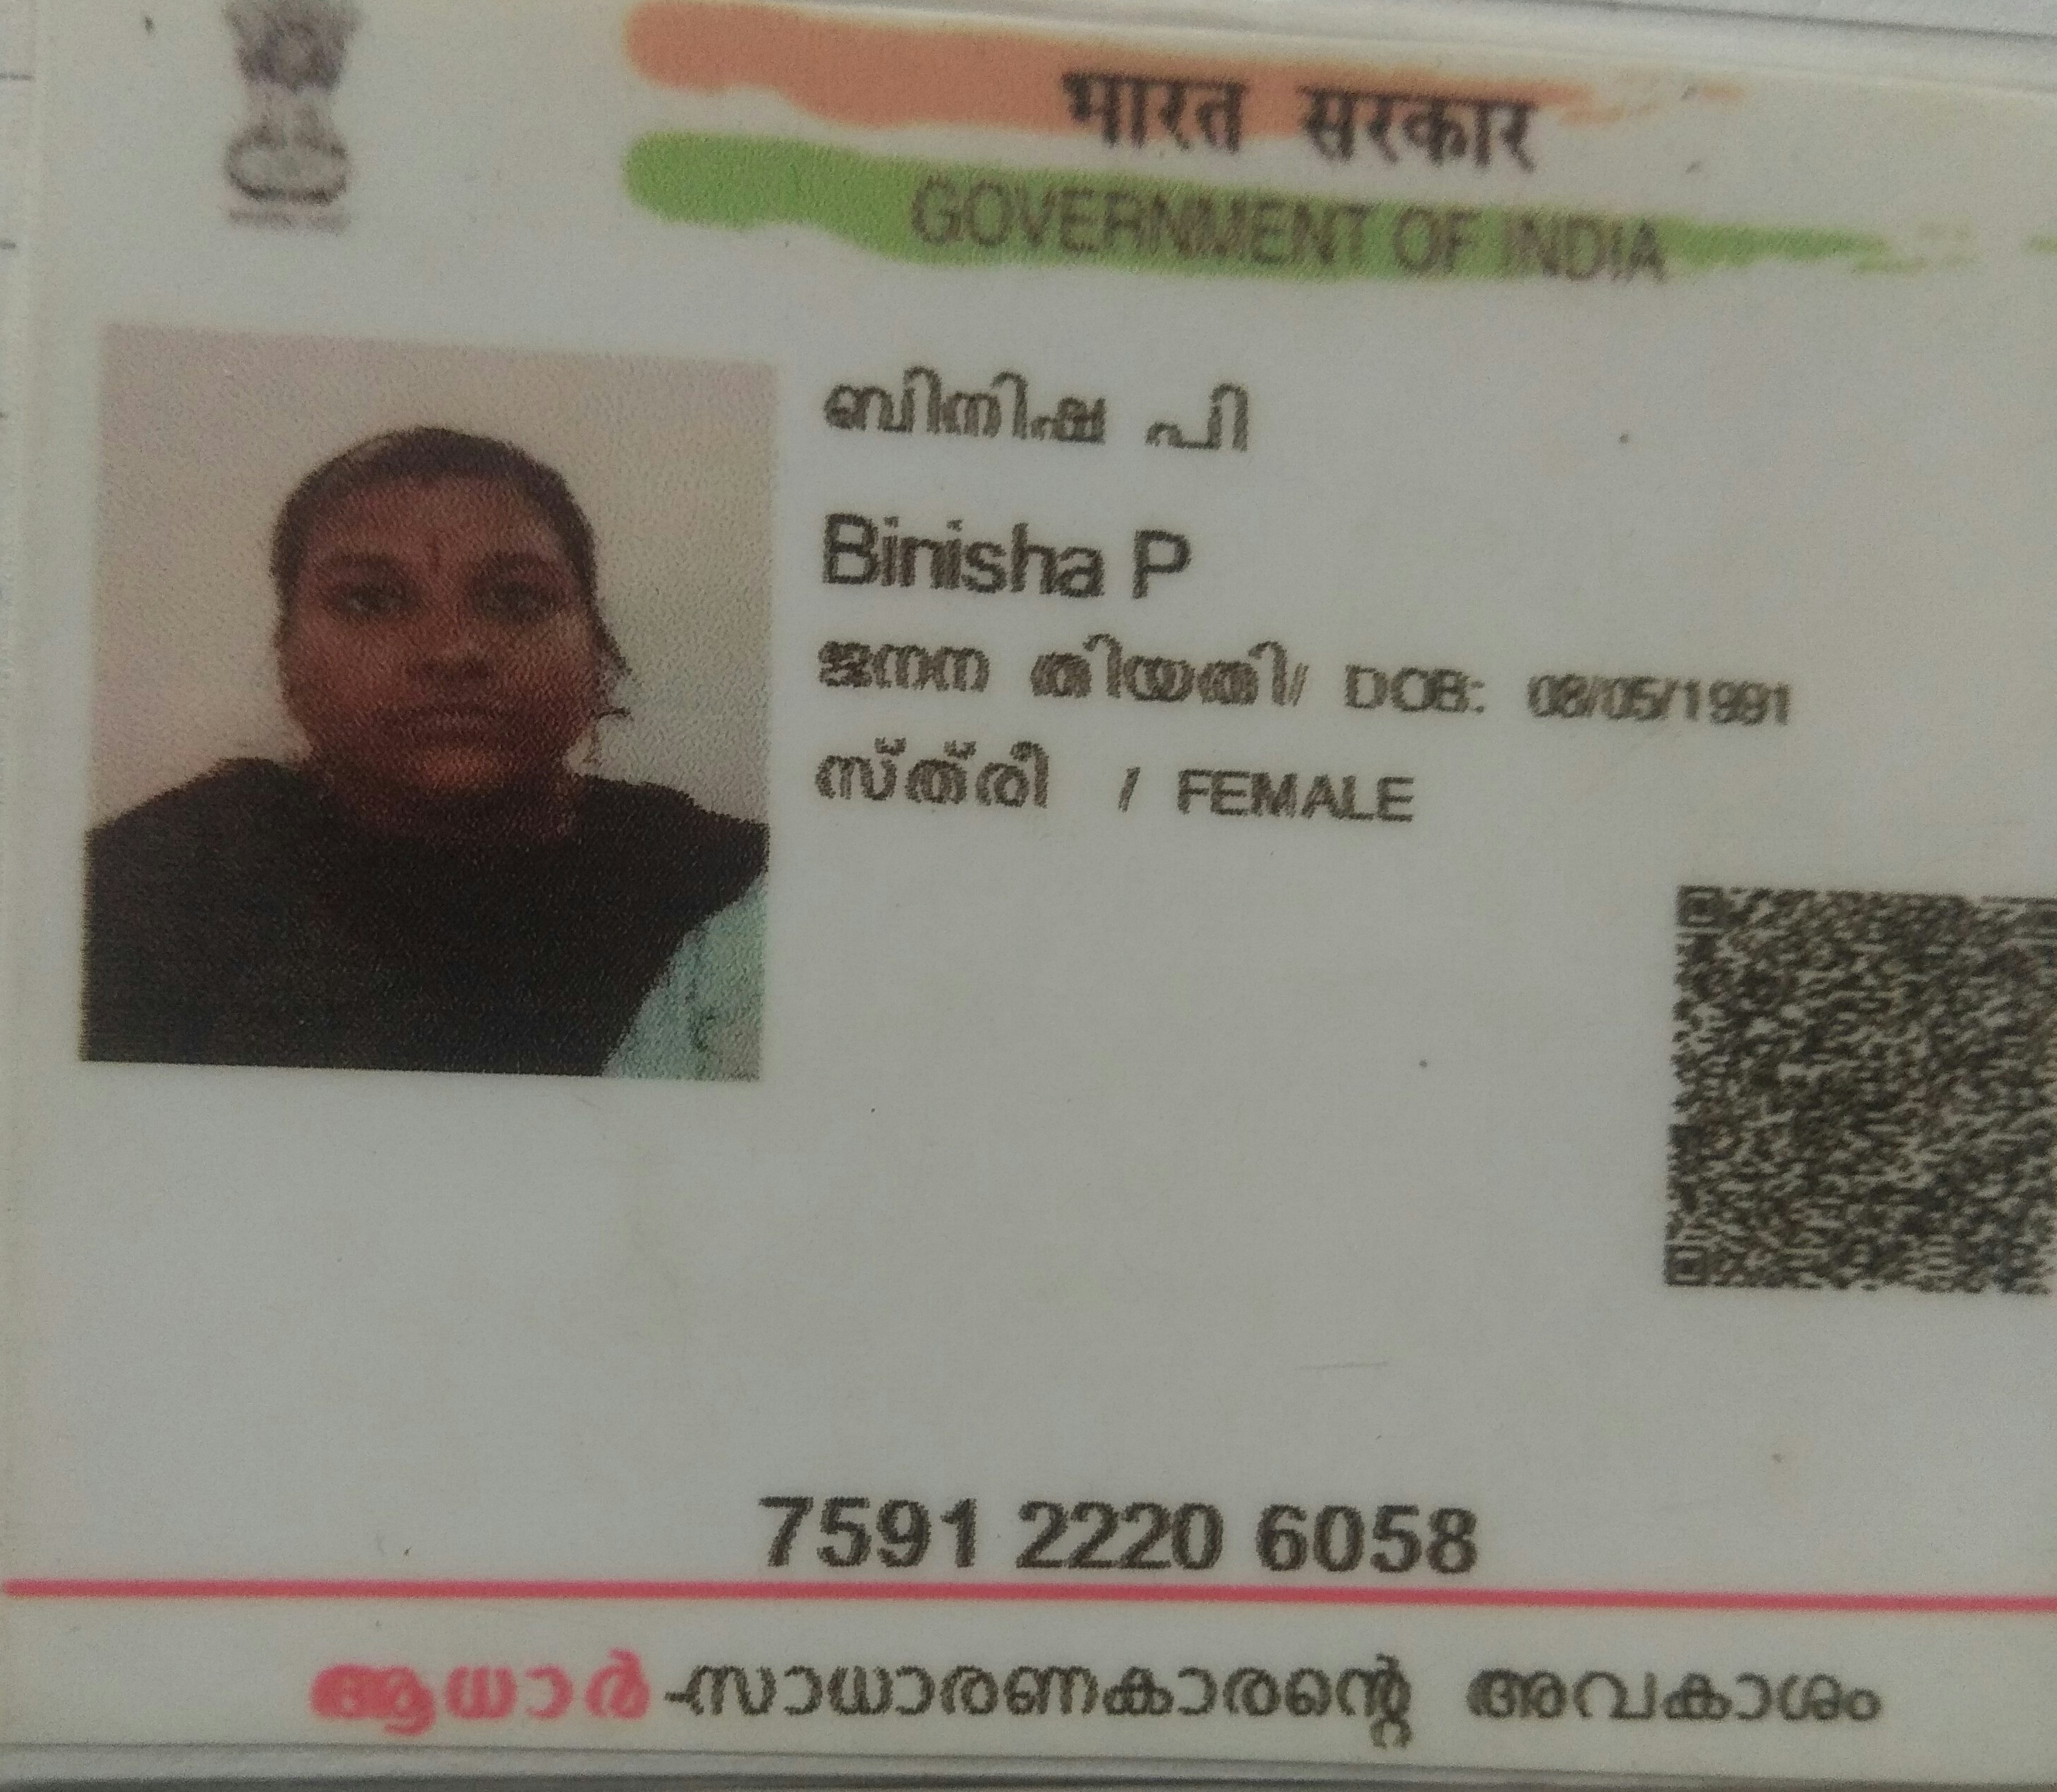 भारत सरकार
GOVERNMENT OF INDIA
ബിനിഷ പി
Binisha P
ജനന തിയതി/ DOB: 08/05/1991
സ്ത്രീ / FEMALE
7591 2220 6058
ആധാർ-സാധാരണക്കാരന്റെ അവകാശം